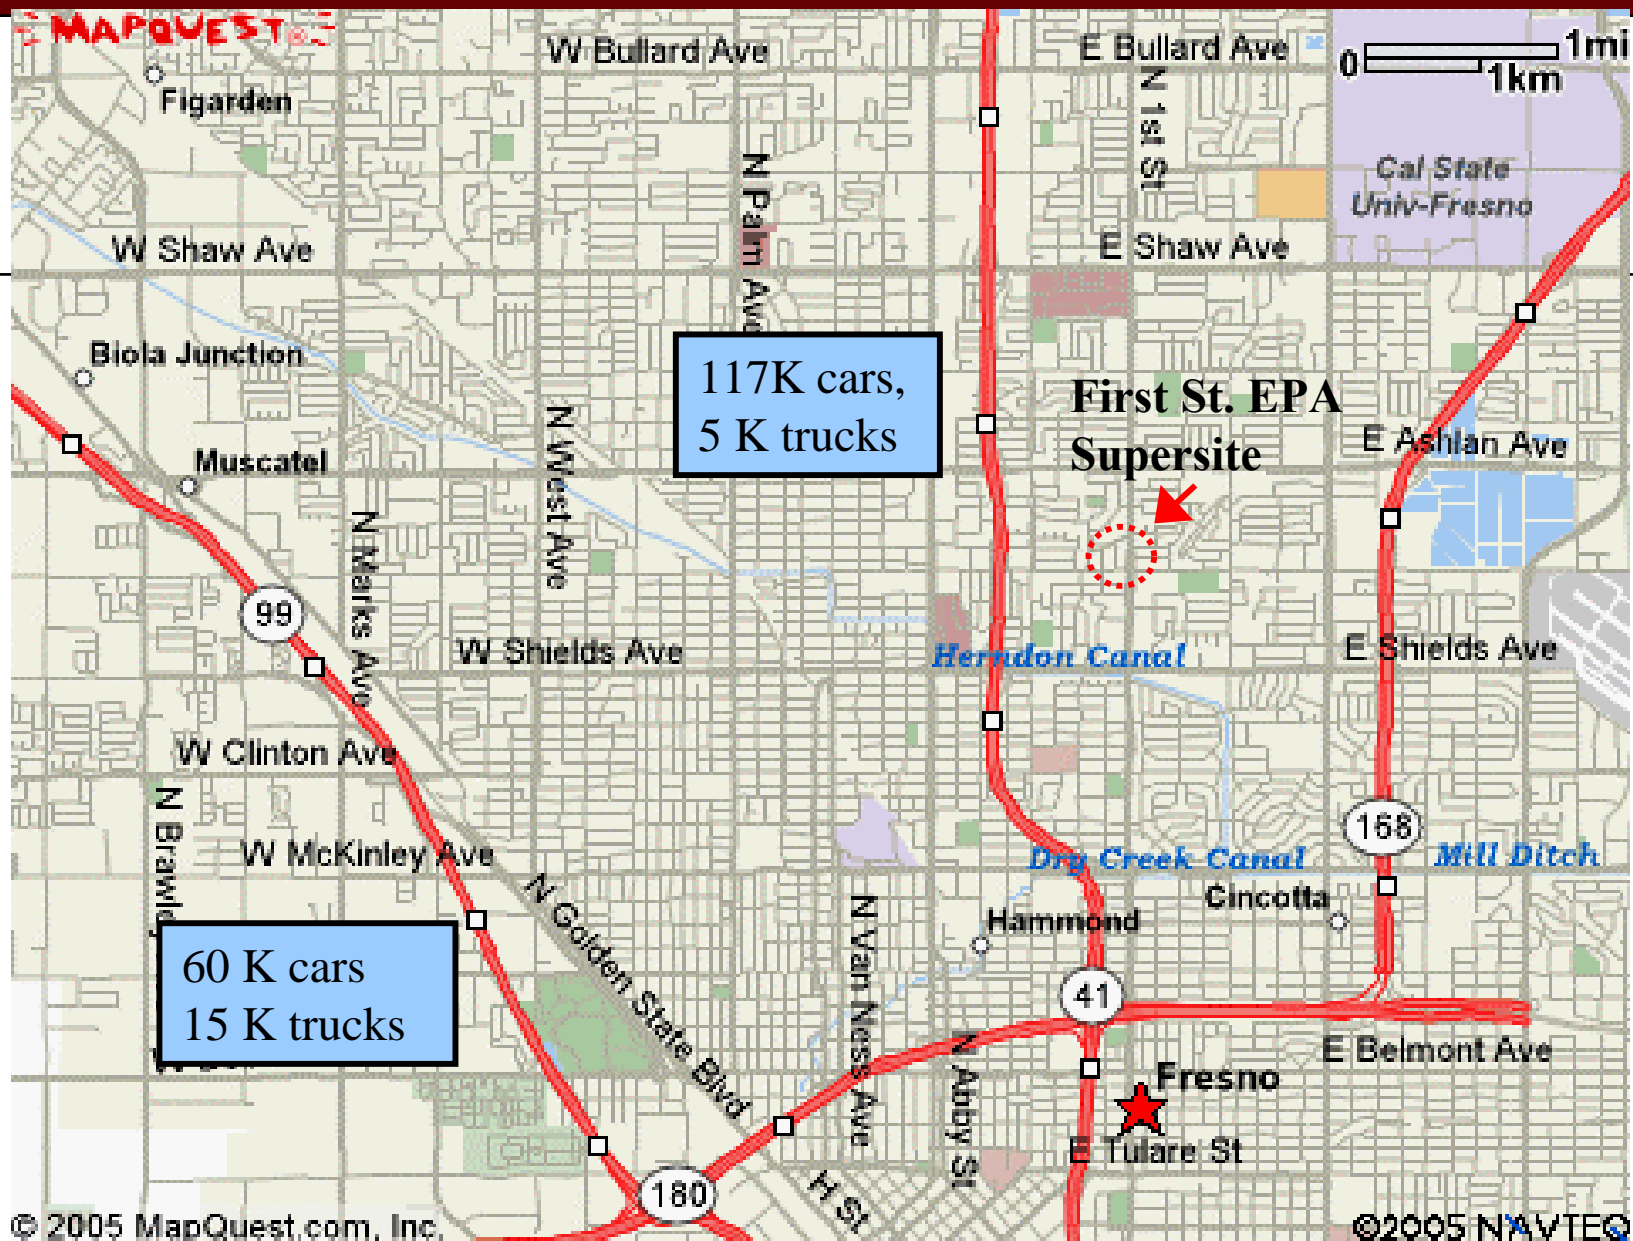 MAPQUEST
W Bullard Ave
E Bullard Ave
0
1mi
1km
Figarden
N 1st St
N Palm Ave
Cal State
Univ-Fresno
W Shaw Ave
E Shaw Ave
Biola Junction
117K cars,
5 K trucks
First St. EPA
Supersite
N West Ave
E Ashlan Ave
Muscatel
N Marks Ave
99
W Shields Ave
Herndon Canal
E Shields Ave
W Clinton Ave
168
W McKinley Ave
Dry Creek Canal
Mill Ditch
Cincotta
Hammond
N Golden State Blvd
N Van Ness Ave
60 K cars
15 K trucks
41
N Abby St
E Belmont Ave
Fresno
E Tulare St
180
H St
© 2005 MapQuest.com, Inc.
©2005 NAVTEQ